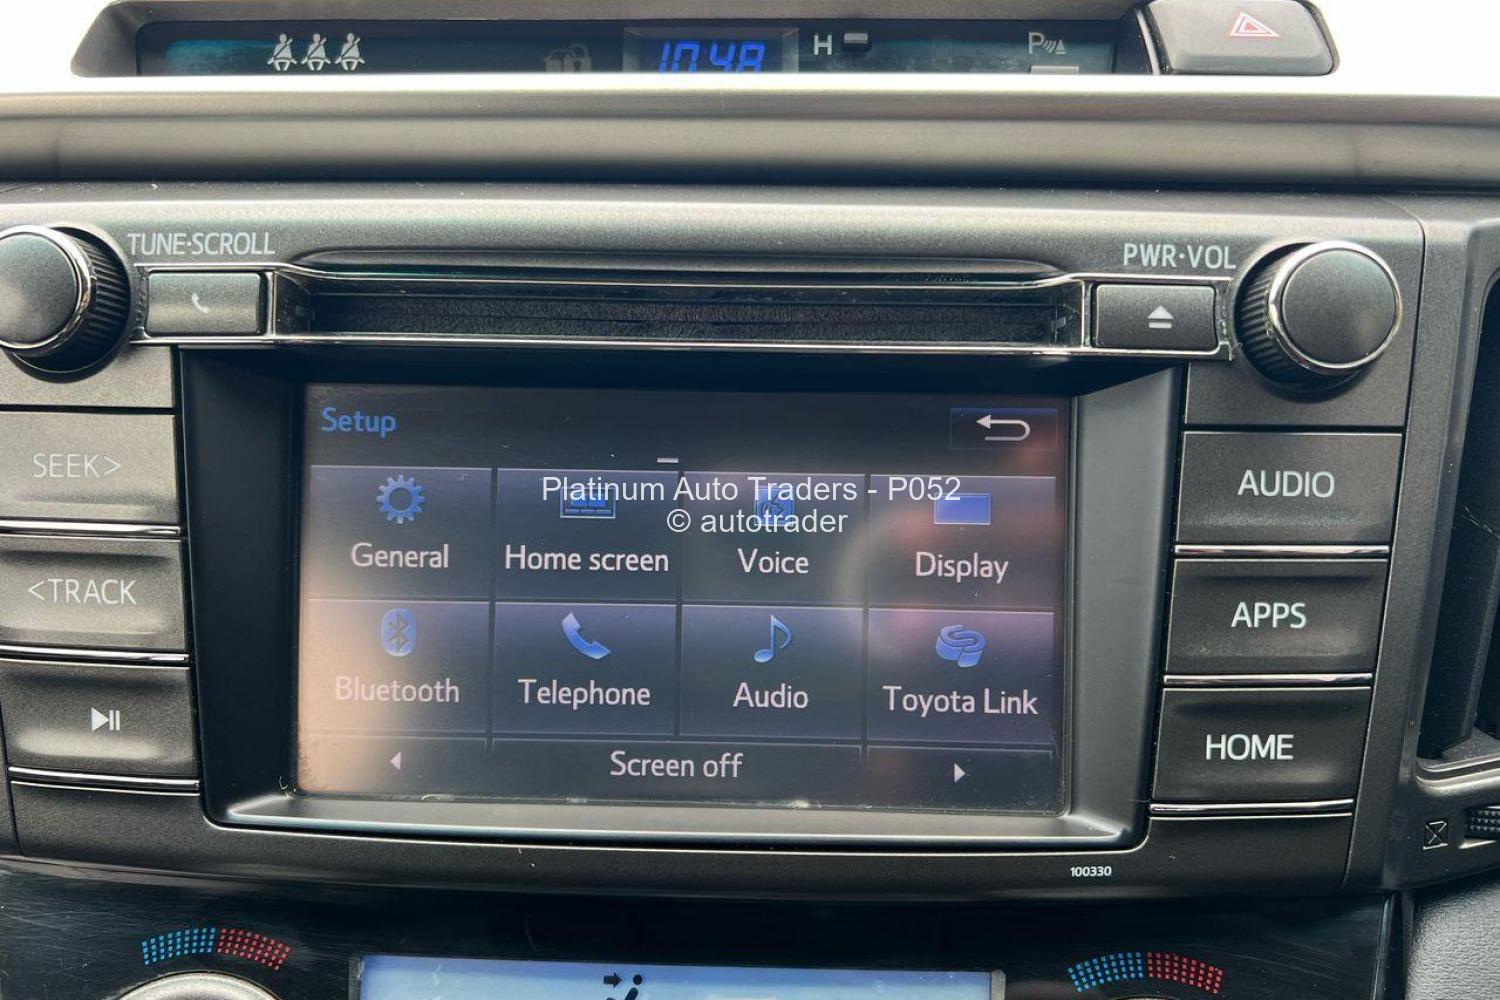 10:48 H P
TUNE·SCROLL PWR·VOL
Setup
SEEK> AUDIO
Platinum Auto Traders - P052
© autotrader
General Home screen Voice Display
<TRACK APPS
Bluetooth Telephone Audio Toyota Link
HOME
Screen off
100330